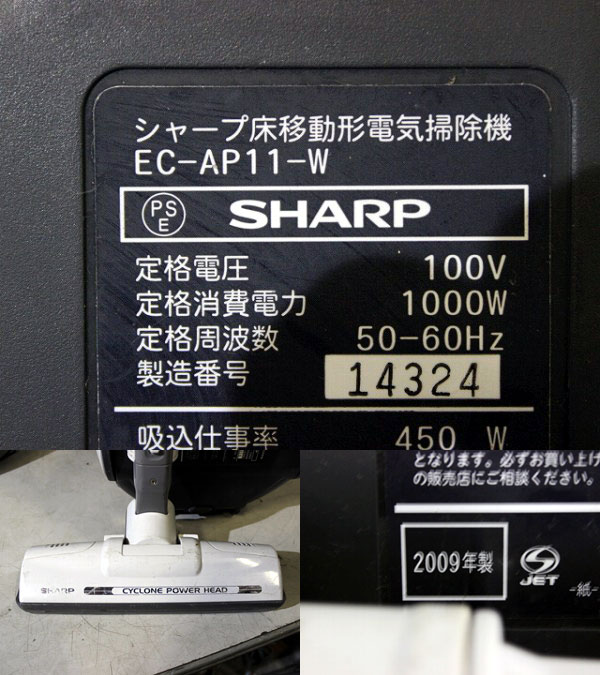 シャープ床移動形電気掃除機
EC-AP11-W
PS
E
SHARP
定格電圧 100V
定格消費電力 1000W
定格周波数 50-60Hz
製造番号 14324
吸込仕事率 450 W
SHARP
CYCLONE POWER HEAD
となります。必ずお買い上げ
の販売店にご相談ください。
2009年製
S
JET
-紙-